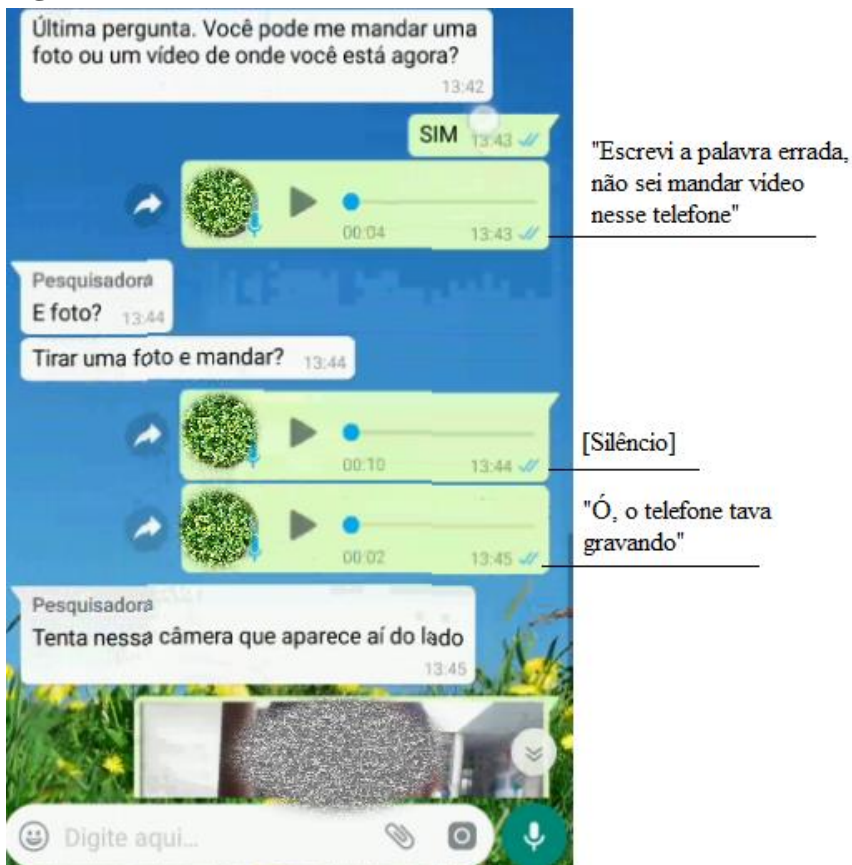 Última pergunta. Você pode me mandar uma
foto ou um vídeo de onde você está agora?
13:42
SIM 13:43
"Escrevi a palavra errada,
não sei mandar vídeo
nesse telefone"
00:04 13:43
Pesquisadora
E foto? 13:44
Tirar uma foto e mandar? 13:44
[Silêncio]
00:10 13:44
"Ó, o telefone tava
gravando"
00:02 13:45
Pesquisadora
Tenta nessa câmera que aparece aí do lado
13:45
Digite aqui...